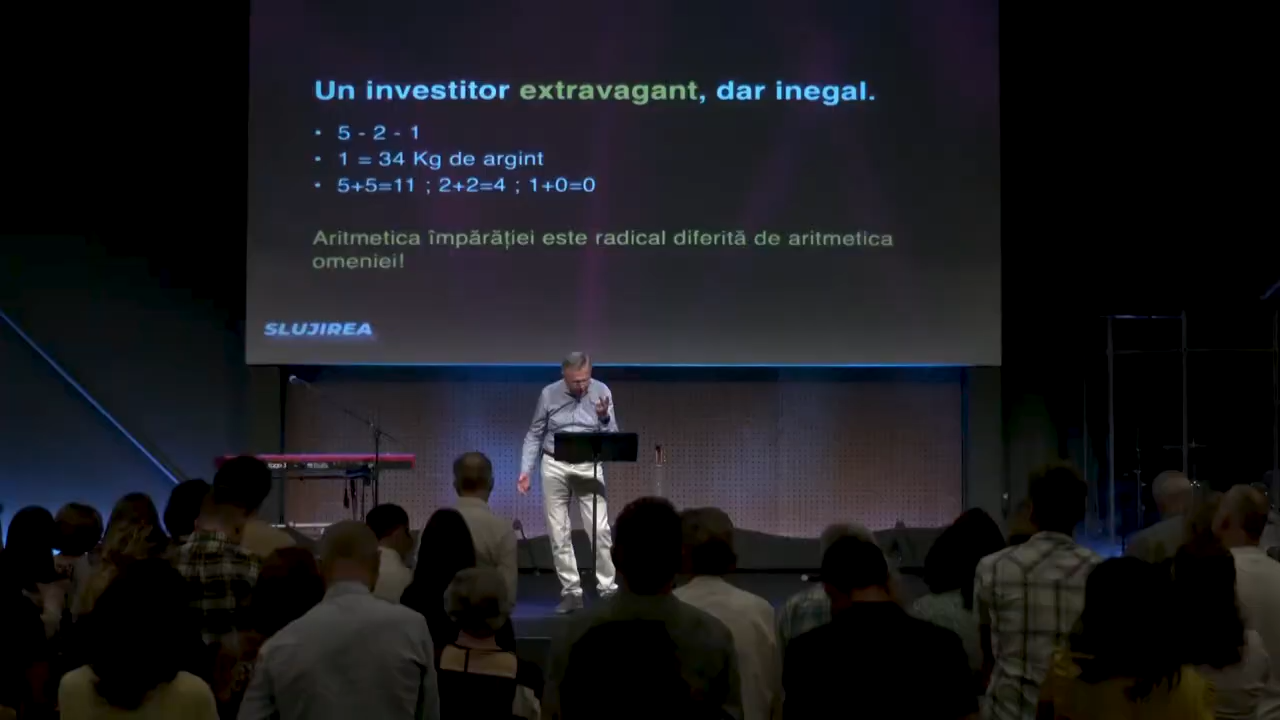 Un investitor extravagant, dar inegal.
• 5 - 2 - 1
• 1 = 34 Kg de argint
• 5+5=11 ; 2+2=4 ; 1+0=0
Aritmetica împărăției este radical diferită de aritmetica
omeniei!
SLUJIREA